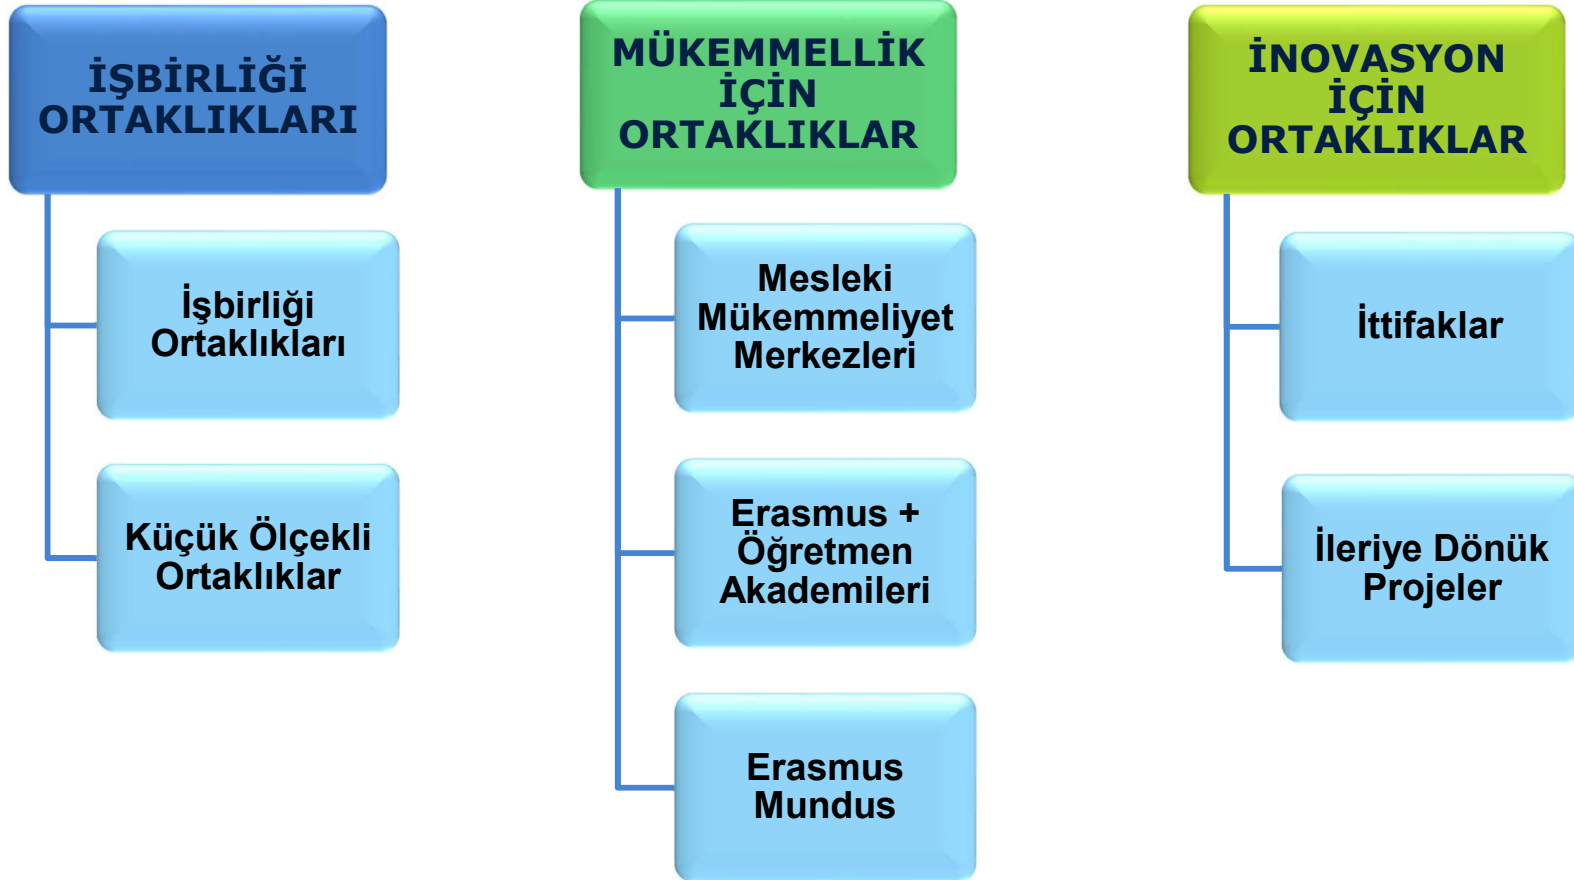 İŞBİRLİĞİ
ORTAKLIKLARI
İşbirliği
Ortaklıkları
Küçük Ölçekli
Ortaklıklar
MÜKEMMELLİK
İÇİN
ORTAKLIKLAR
Mesleki
Mükemmeliyet
Merkezleri
Erasmus +
Öğretmen
Akademileri
Erasmus
Mundus
İNOVASYON
İÇİN
ORTAKLIKLAR
İttifaklar
İleriye Dönük
Projeler